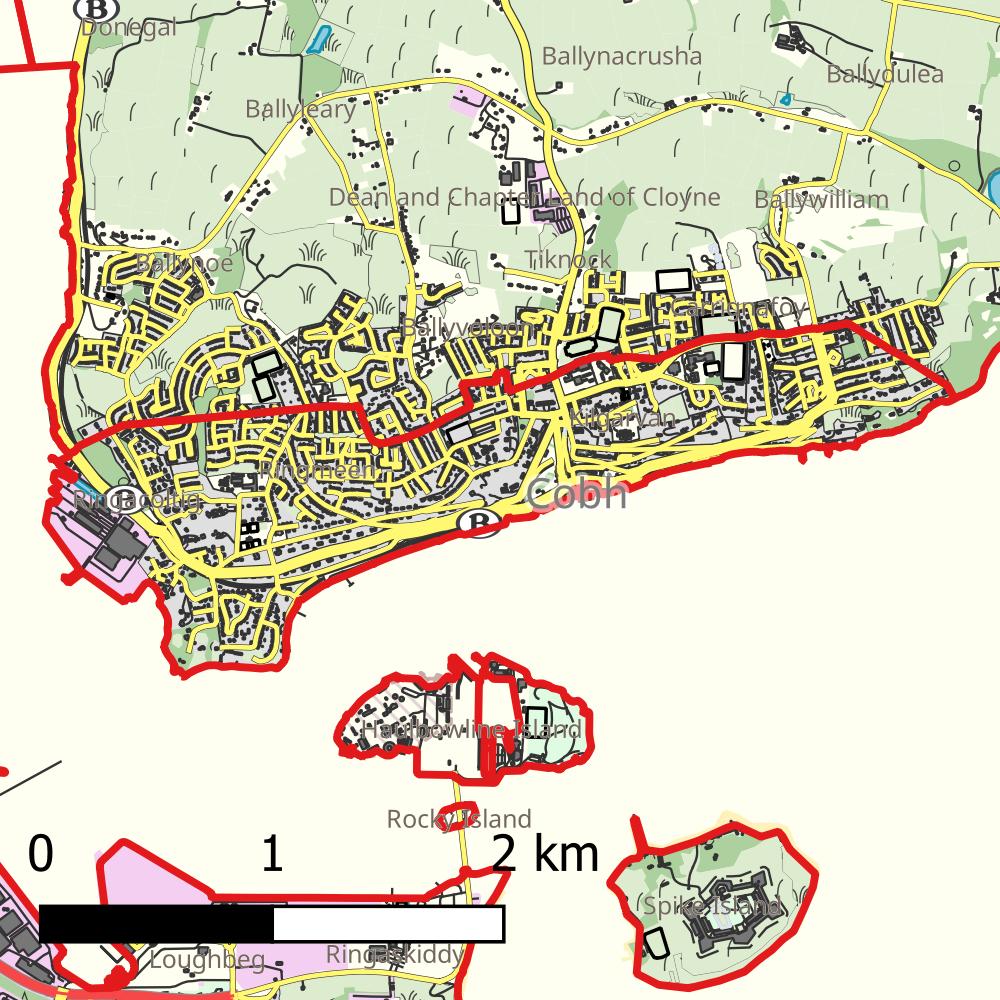 B
Donegal
Ballynacrusha
Ballydulea
Ballyleary
Dean and Chapter Land of Cloyne
Ballywilliam
Ballynoe
Tiknock
Carrignafoy
Ballyvoloon
Kilgarvan
Ringmeen
Ringacoltig
Cobh
B
Haulbowline Island
Rocky Island
0 1 2 km
Spike Island
Loughbeg
Ringaskiddy